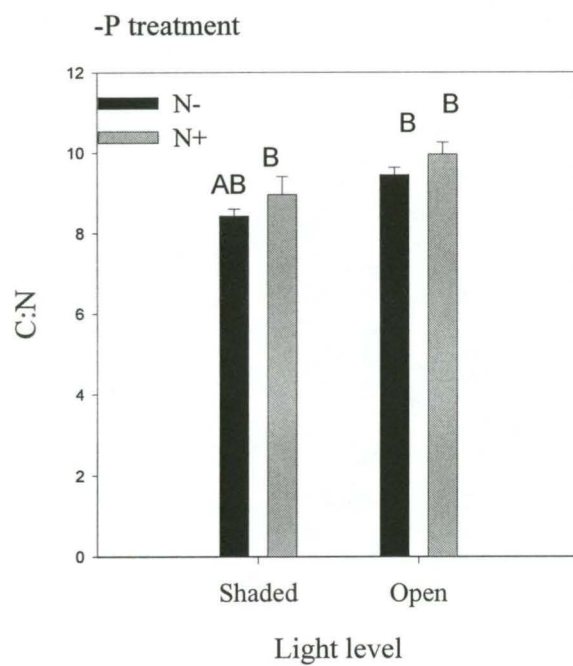 -P treatment
12
N-
N+
10
B
B
AB
B
8
C:N
6
4
2
0
Shaded Open
Light level